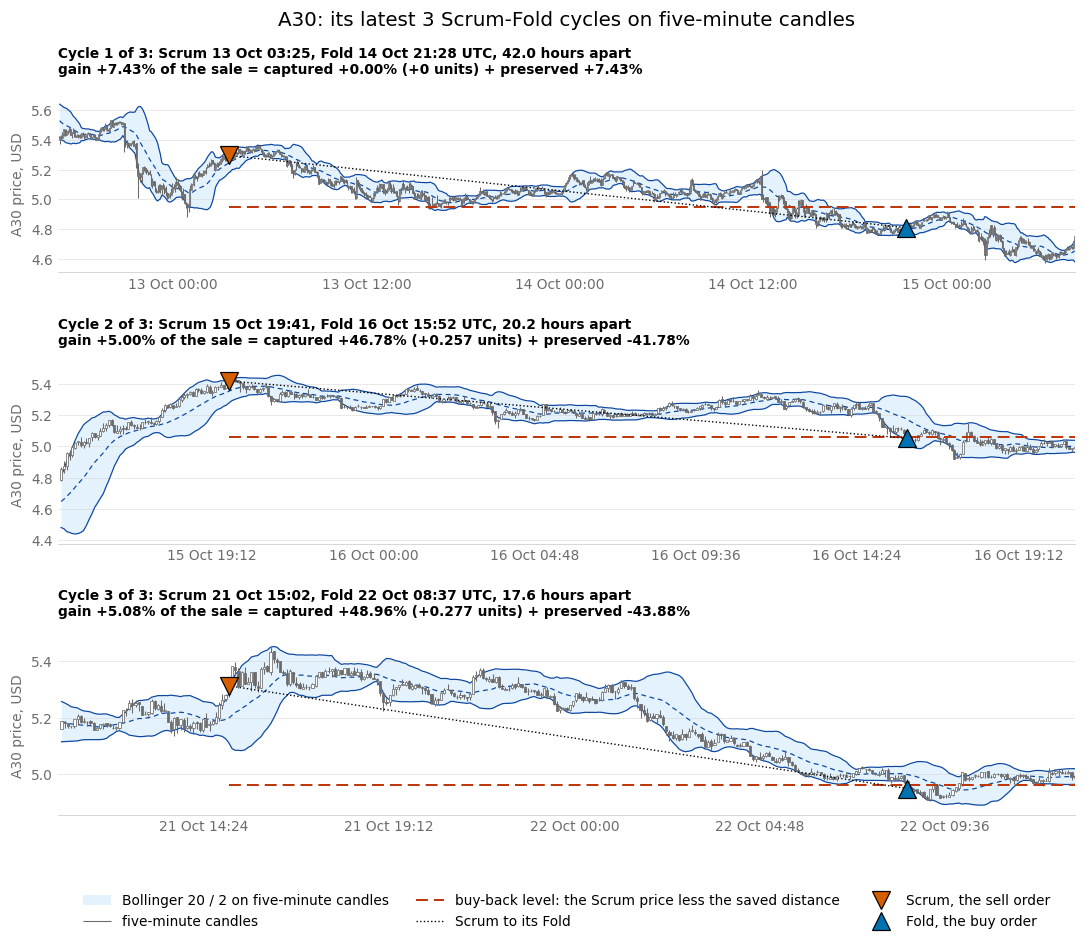 A30: its latest 3 Scrum-Fold cycles on five-minute candles
Cycle 1 of 3: Scrum 13 Oct 03:25, Fold 14 Oct 21:28 UTC, 42.0 hours apart
gain +7.43% of the sale = captured +0.00% (+0 units) + preserved +7.43%
A30 price, USD
5.6
5.4
5.2
5.0
4.8
4.6
13 Oct 00:00
13 Oct 12:00
14 Oct 00:00
14 Oct 12:00
15 Oct 00:00
Cycle 2 of 3: Scrum 15 Oct 19:41, Fold 16 Oct 15:52 UTC, 20.2 hours apart
gain +5.00% of the sale = captured +46.78% (+0.257 units) + preserved -41.78%
A30 price, USD
5.4
5.2
5.0
4.8
4.6
4.4
15 Oct 19:12
16 Oct 00:00
16 Oct 04:48
16 Oct 09:36
16 Oct 14:24
16 Oct 19:12
Cycle 3 of 3: Scrum 21 Oct 15:02, Fold 22 Oct 08:37 UTC, 17.6 hours apart
gain +5.08% of the sale = captured +48.96% (+0.277 units) + preserved -43.88%
A30 price, USD
5.4
5.2
5.0
21 Oct 14:24
21 Oct 19:12
22 Oct 00:00
22 Oct 04:48
22 Oct 09:36
Bollinger 20 / 2 on five-minute candles
five-minute candles
buy-back level: the Scrum price less the saved distance
Scrum to its Fold
Scrum, the sell order
Fold, the buy order